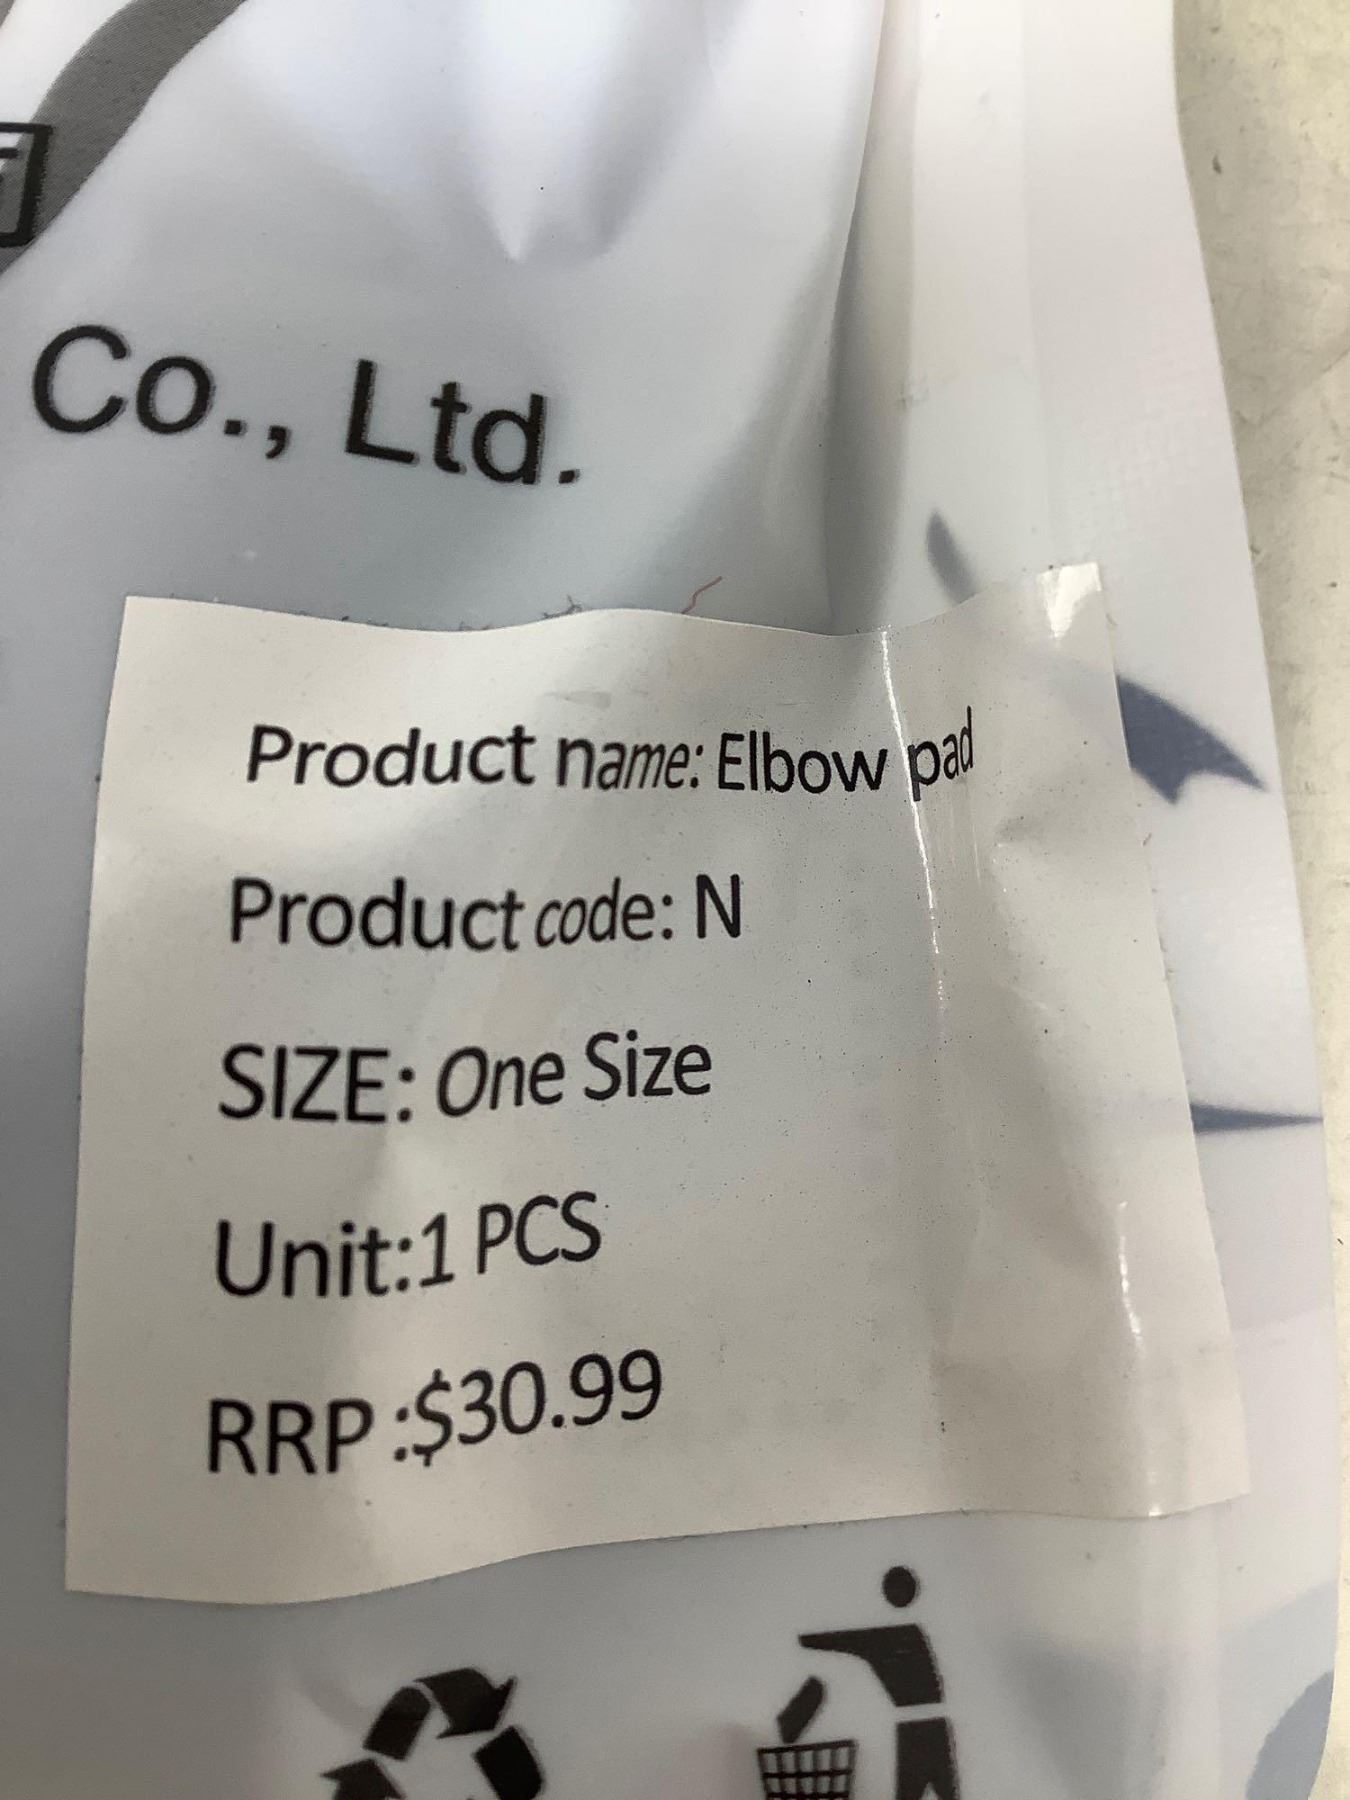 Co., Ltd.
Product name: Elbow pad
Product code: N
SIZE: One Size
Unit:1 PCS
RRP :$30.99